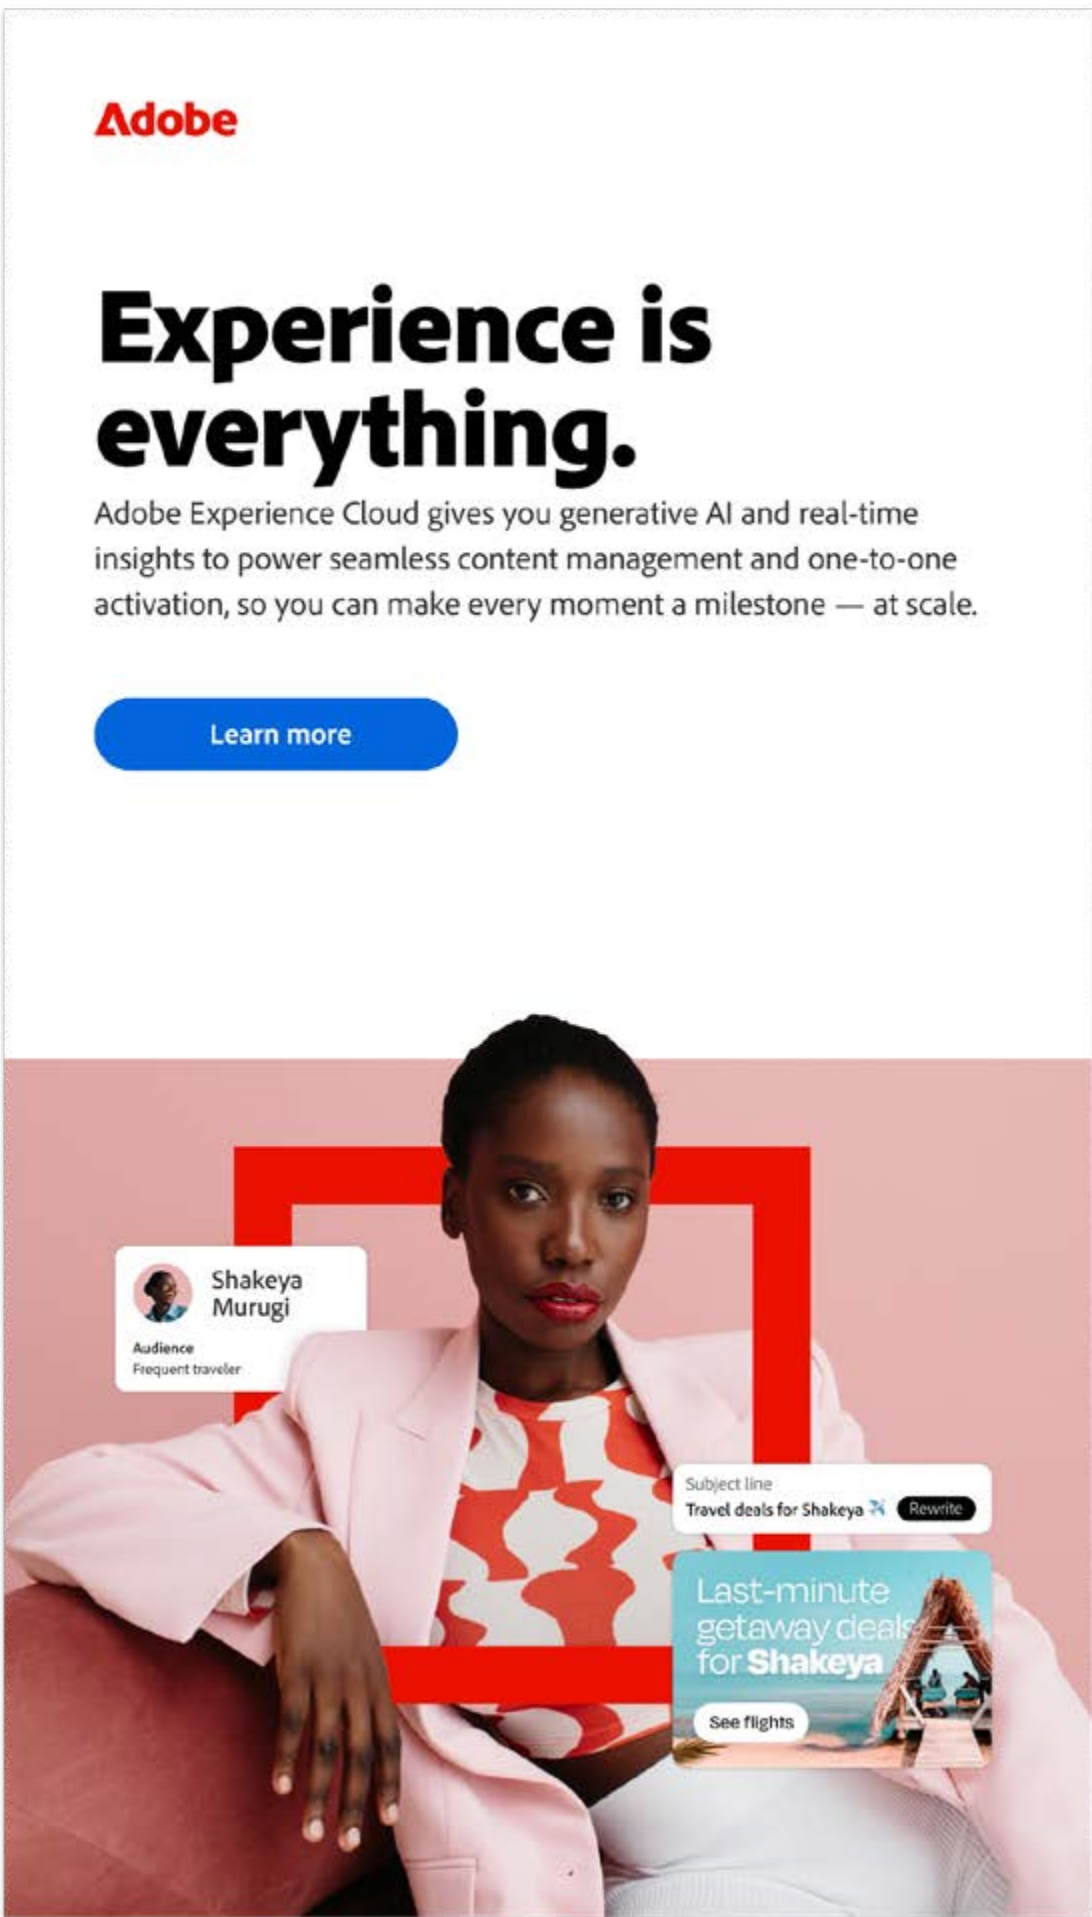 Adobe
Experience is
everything.
Adobe Experience Cloud gives you generative AI and real-time
insights to power seamless content management and one-to-one
activation, so you can make every moment a milestone — at scale.
Learn more
Shakeya
Murugi
Audience
Frequent traveler
Subject line
Travel deals for Shakeya ✈️ Rewrite
Last-minute
getaway deals
for Shakeya
See flights